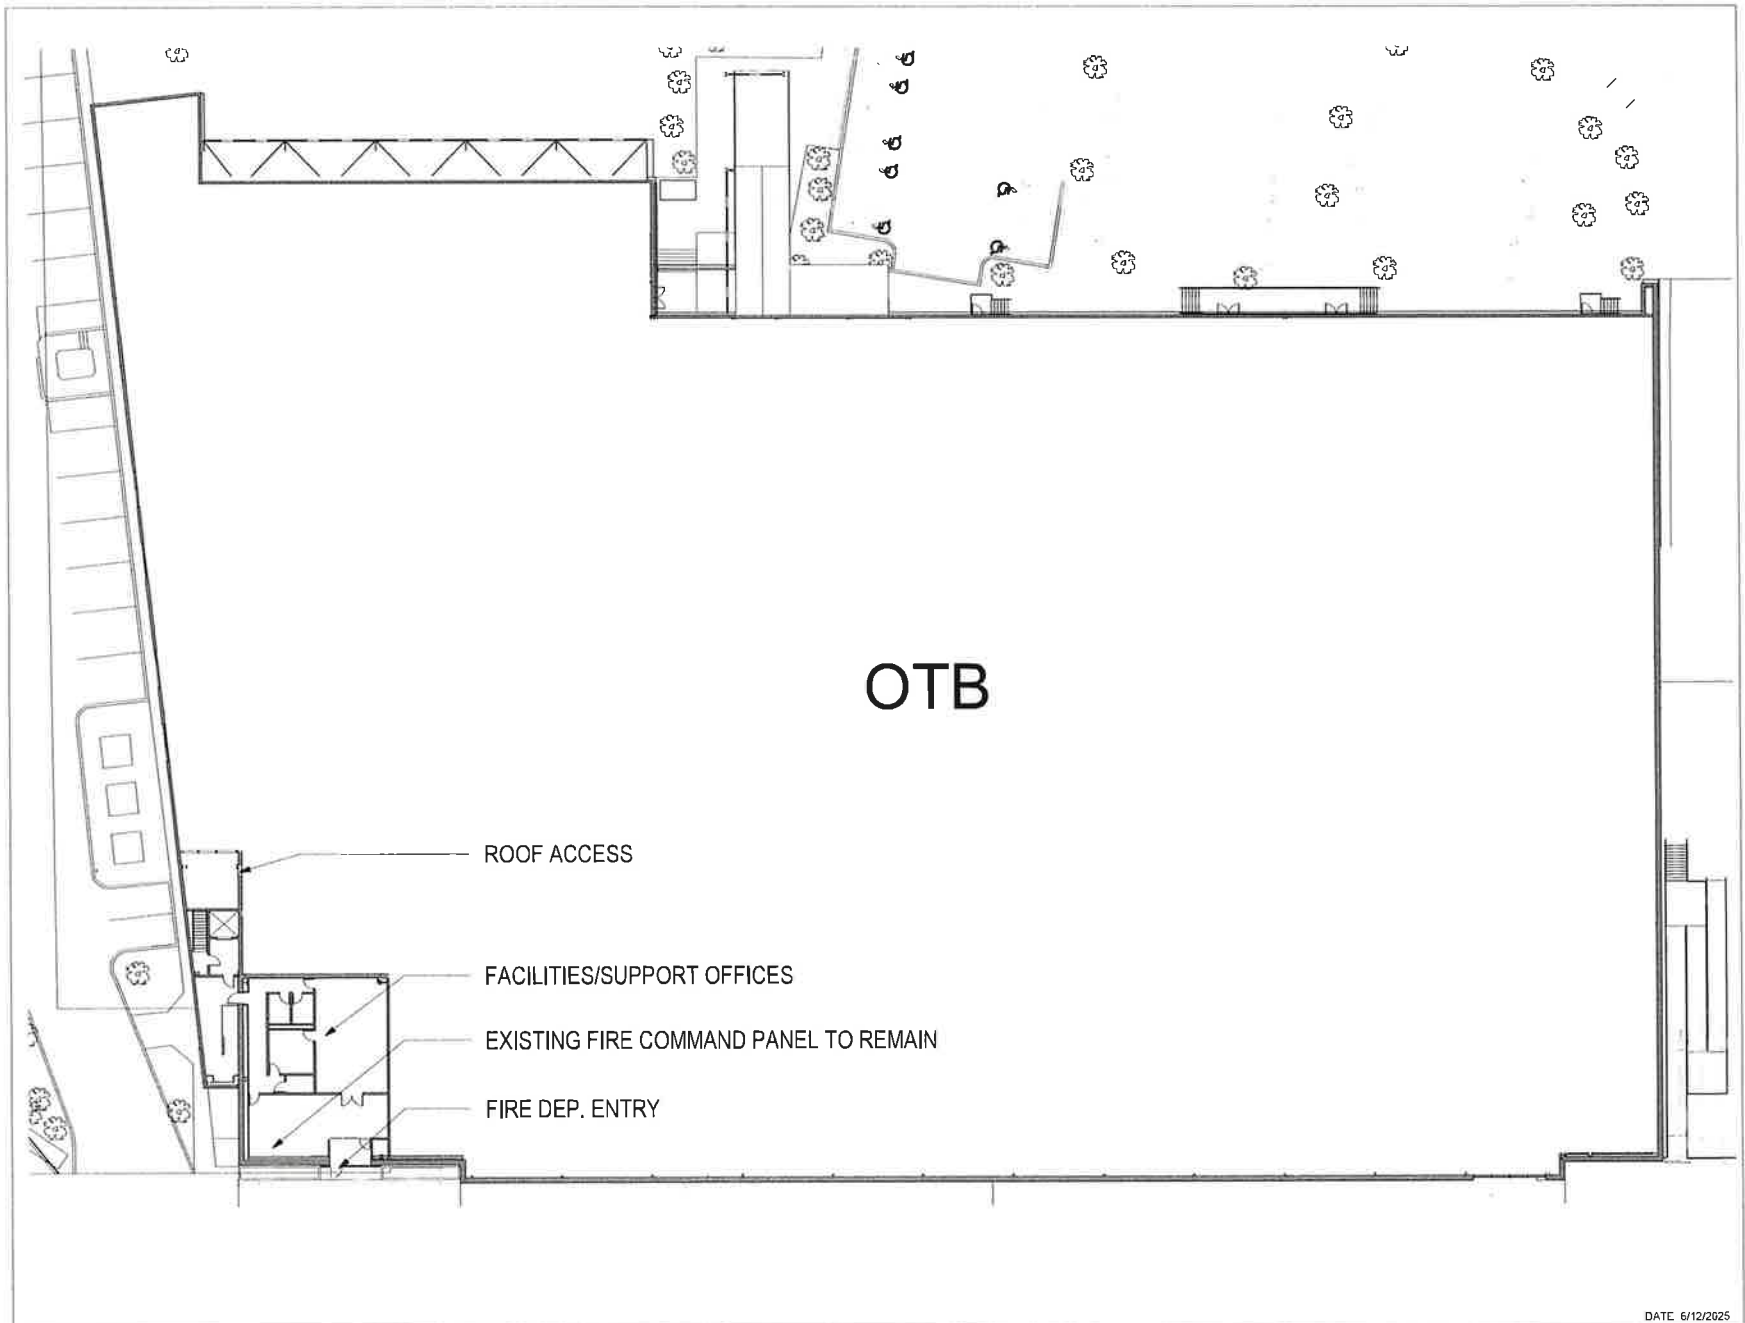 OTB
ROOF ACCESS
FACILITIES/SUPPORT OFFICES
EXISTING FIRE COMMAND PANEL TO REMAIN
FIRE DEP. ENTRY
DATE 6/12/2025